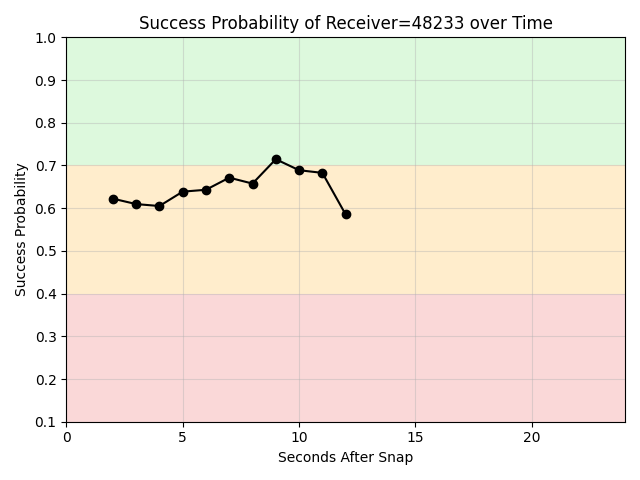 Success Probability of Receiver=48233 over Time
1.0
0.9
0.8
0.7
0.6
0.5
0.4
0.3
0.2
0.1
Success Probability
0 5 10 15 20
Seconds After Snap